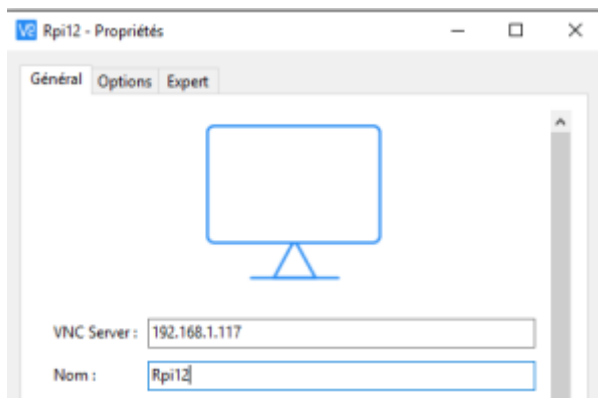 V2 Rpi12 - Propriétés
Général Options Expert
VNC Server : 192.168.1.117
Nom : Rpi12